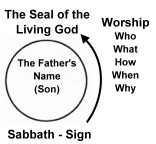 The Seal of the
Living God
The Father's
Name
(Son)
Sabbath - Sign
Worship
Who
What
How
When
Why